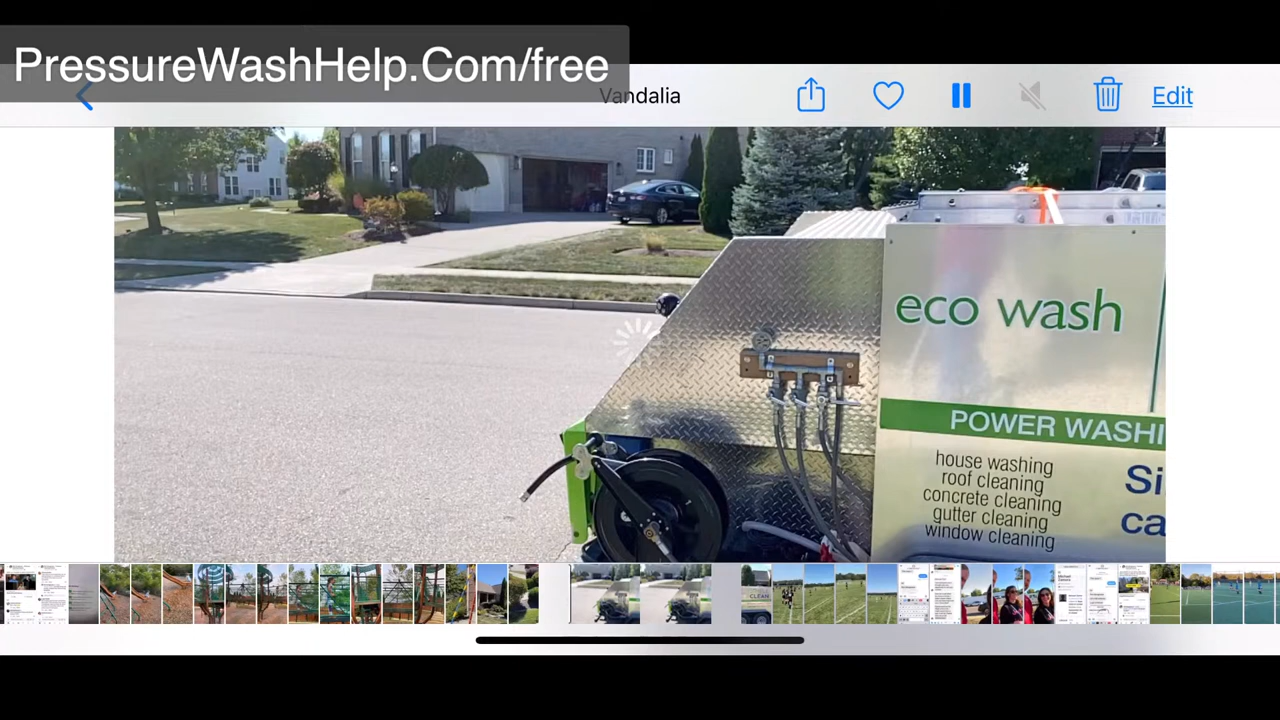 PressureWashHelp.Com/free
Vandalia
Edit
eco wash
POWER WASHI
house washing
roof cleaning
concrete cleaning
gutter cleaning
window cleaning
Si
ca
CLEAN